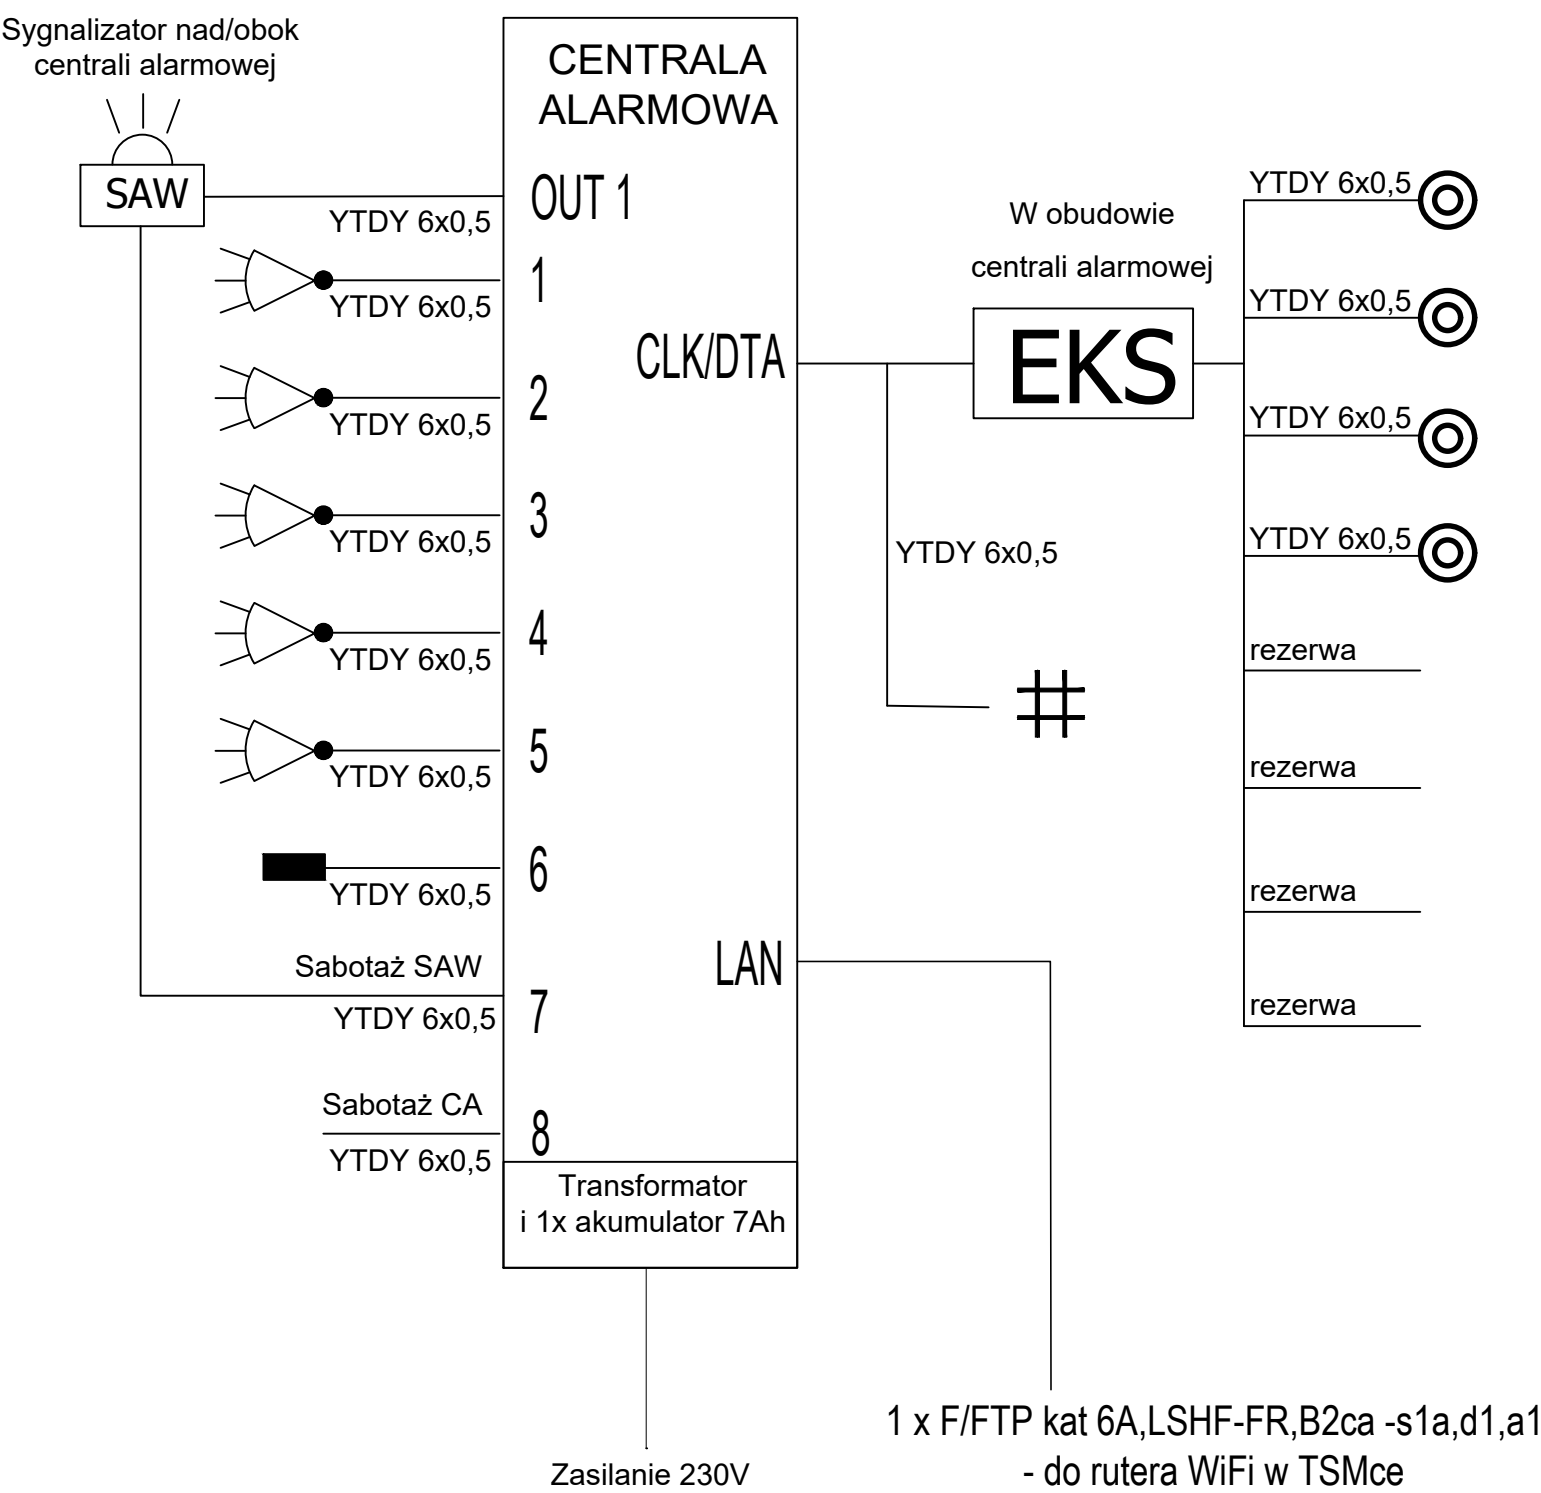 Sygnalizator nad/obok
centrali alarmowej
SAW
CENTRALA
ALARMOWA
OUT 1
YTDY 6x0,5
1
YTDY 6x0,5
2
YTDY 6x0,5
3
YTDY 6x0,5
4
YTDY 6x0,5
5
YTDY 6x0,5
6
YTDY 6x0,5
Sabotaż SAW
7
YTDY 6x0,5
Sabotaż CA
8
YTDY 6x0,5
Transformator
i 1x akumulator 7Ah
Zasilanie 230V
CLK/DTA
W obudowie
centrali alarmowej
EKS
YTDY 6x0,5
LAN
1 x F/FTP kat 6A,LSHF-FR,B2ca -s1a,d1,a1
- do rutera WiFi w TSMce
YTDY 6x0,5
YTDY 6x0,5
YTDY 6x0,5
YTDY 6x0,5
rezerwa
rezerwa
rezerwa
rezerwa